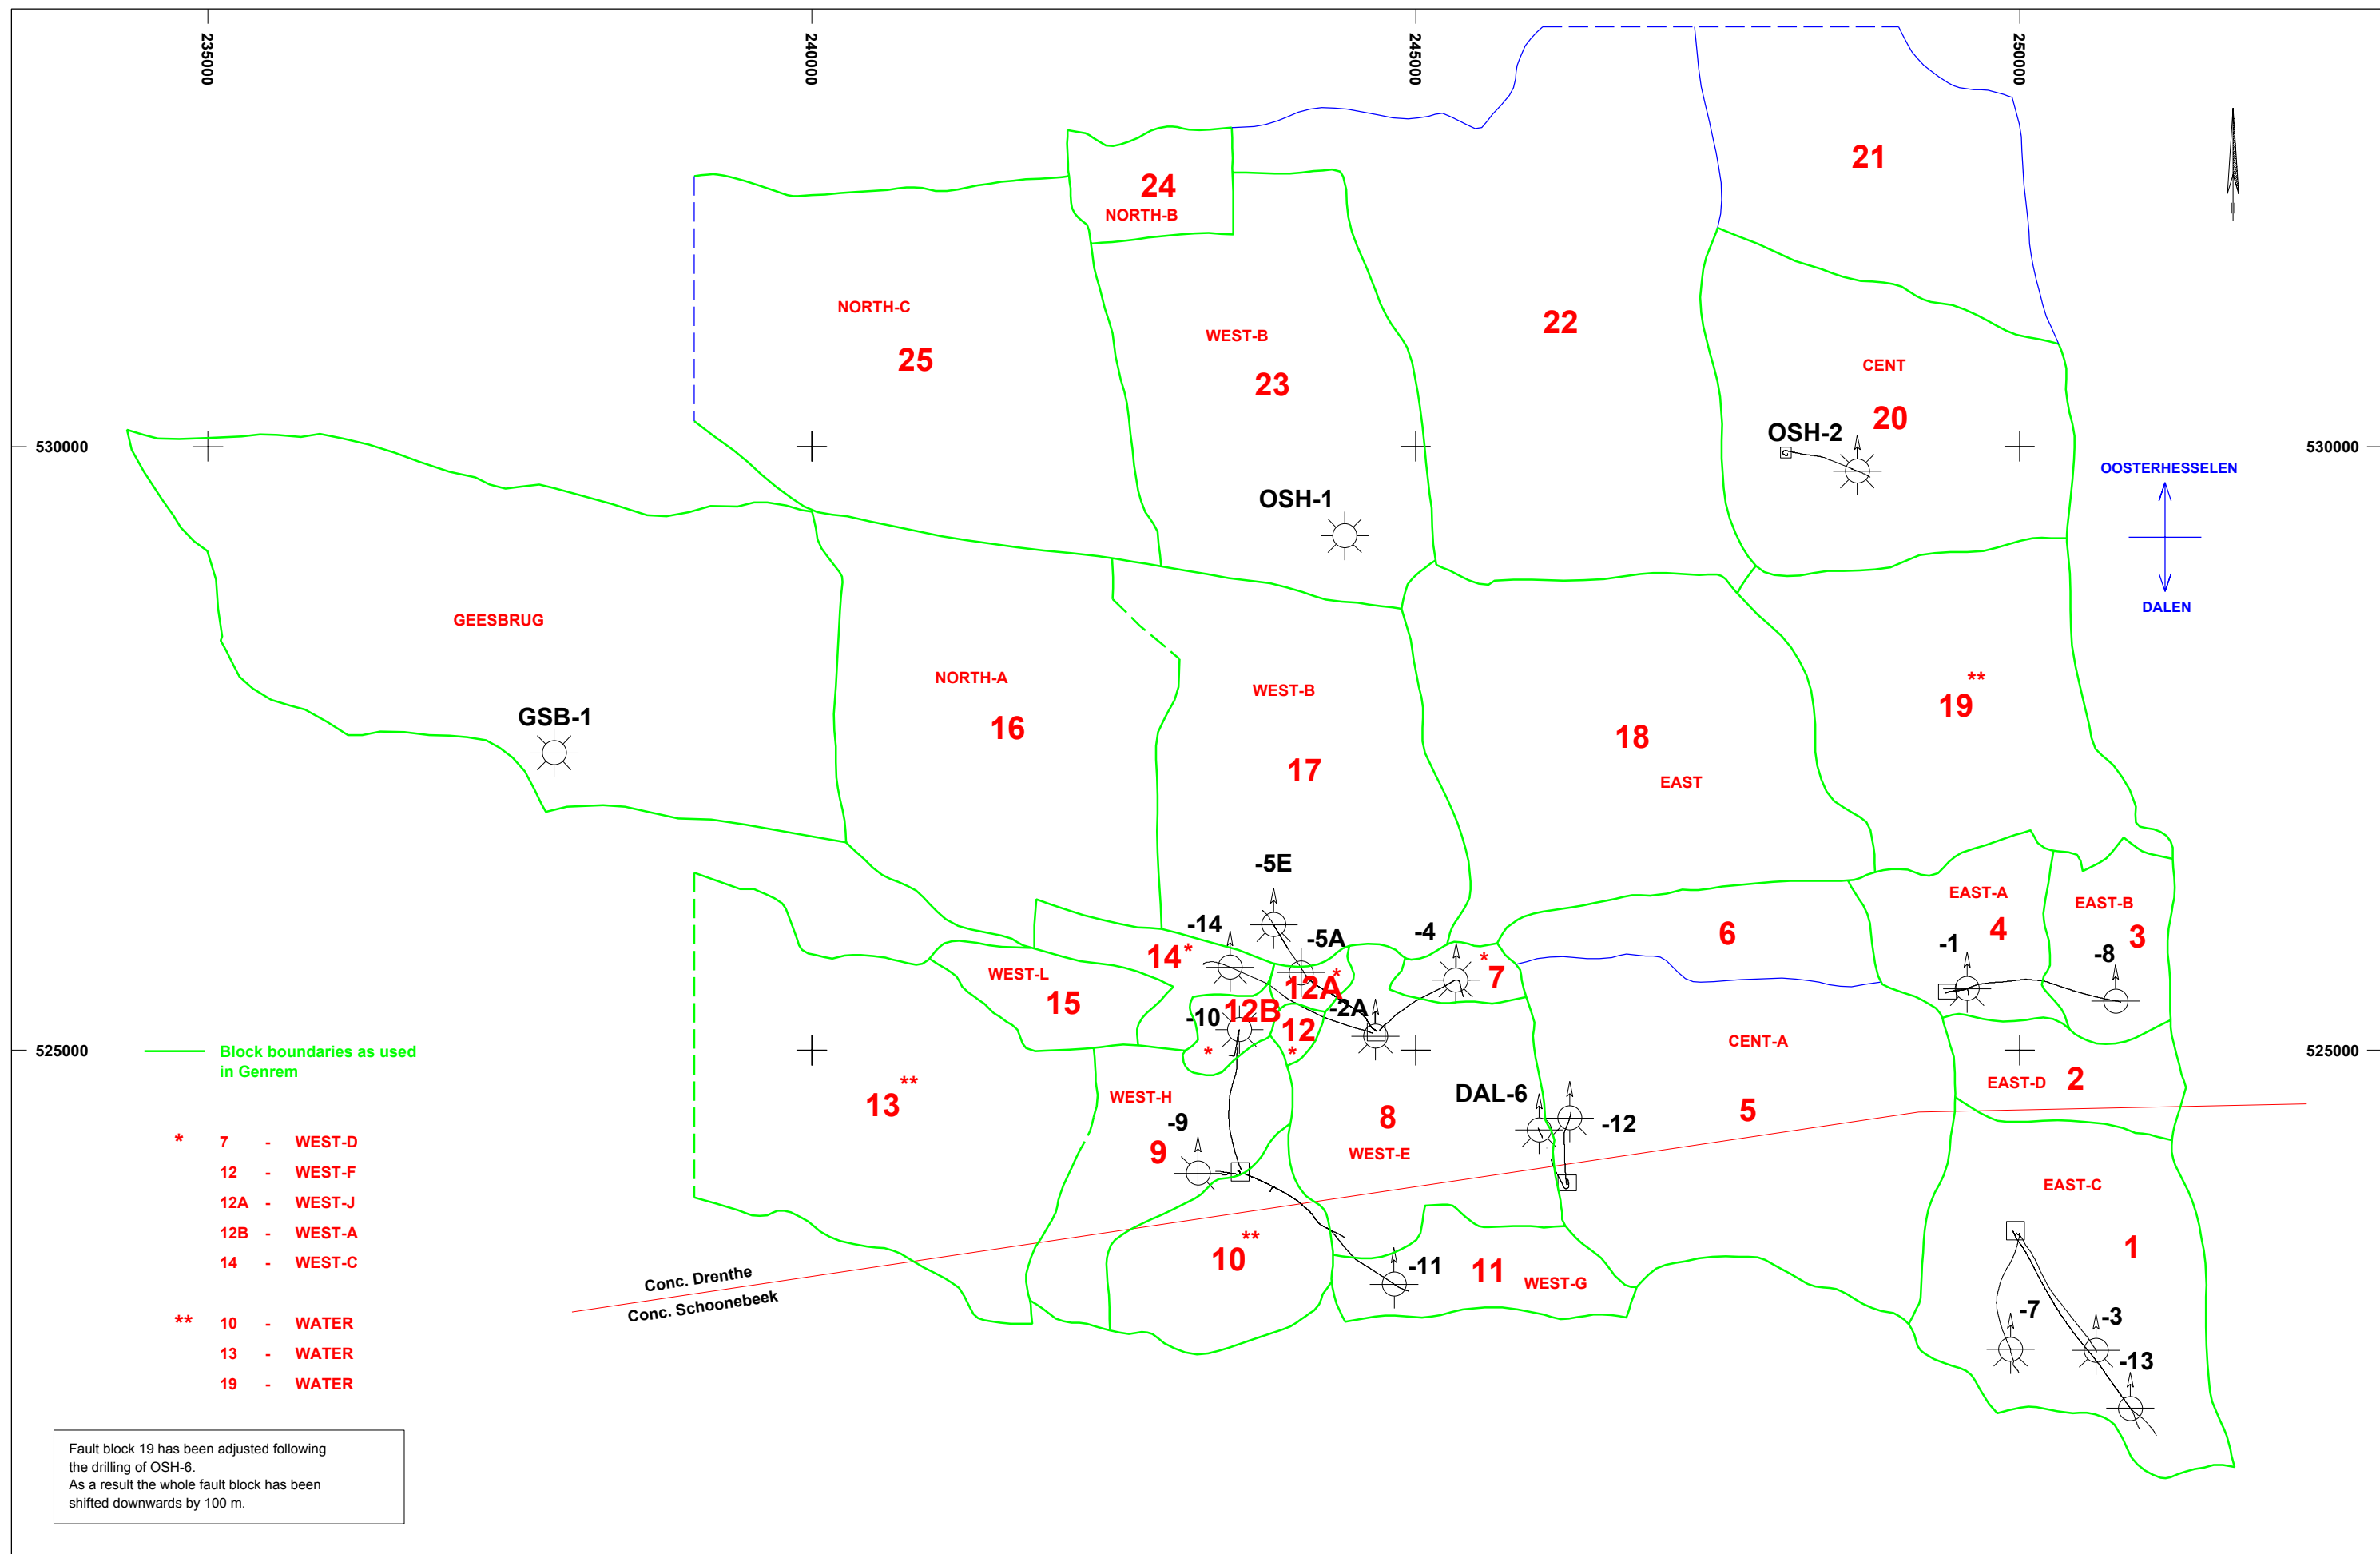 235000
240000
245000
250000
21
24
NORTH-B
NORTH-C
25
WEST-B
23
22
CENT
20
OSH-2
530000
530000
OOSTERHESSELEN
DALEN
OSH-1
GEESBRUG
GSB-1
NORTH-A
16
WEST-B
17
18
EAST
19**
-5E
-14
-5A
-4
14*
12A*
*7
6
EAST-A
4
EAST-B
3
-1
-8
WEST-L
15
12B
-10
*
12
*
-2A
525000
525000
Block boundaries as used
in Genrem
13**
WEST-H
-9
9
8
WEST-E
DAL-6
-12
CENT-A
5
EAST-D 2
EAST-C
1
* 7 - WEST-D
12 - WEST-F
12A - WEST-J
12B - WEST-A
14 - WEST-C
** 10 - WATER
13 - WATER
19 - WATER
10**
-11
11
WEST-G
Conc. Drenthe
Conc. Schoonebeek
-7
-3
-13
Fault block 19 has been adjusted following
the drilling of OSH-6.
As a result the whole fault block has been
shifted downwards by 100 m.